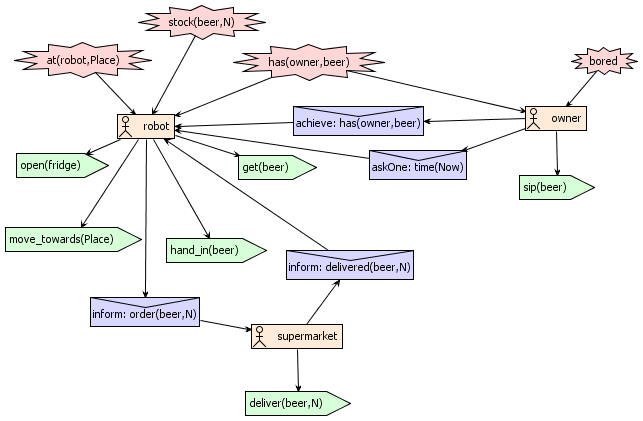 stock(beer,N)
at(robot,Place)
has(owner,beer)
bored
achieve: has(owner,beer)
robot
owner
open(fridge)
get(beer)
askOne: time(Now)
sip(beer)
move_towards(Place)
hand_in(beer)
inform: delivered(beer,N)
inform: order(beer,N)
supermarket
deliver(beer,N)